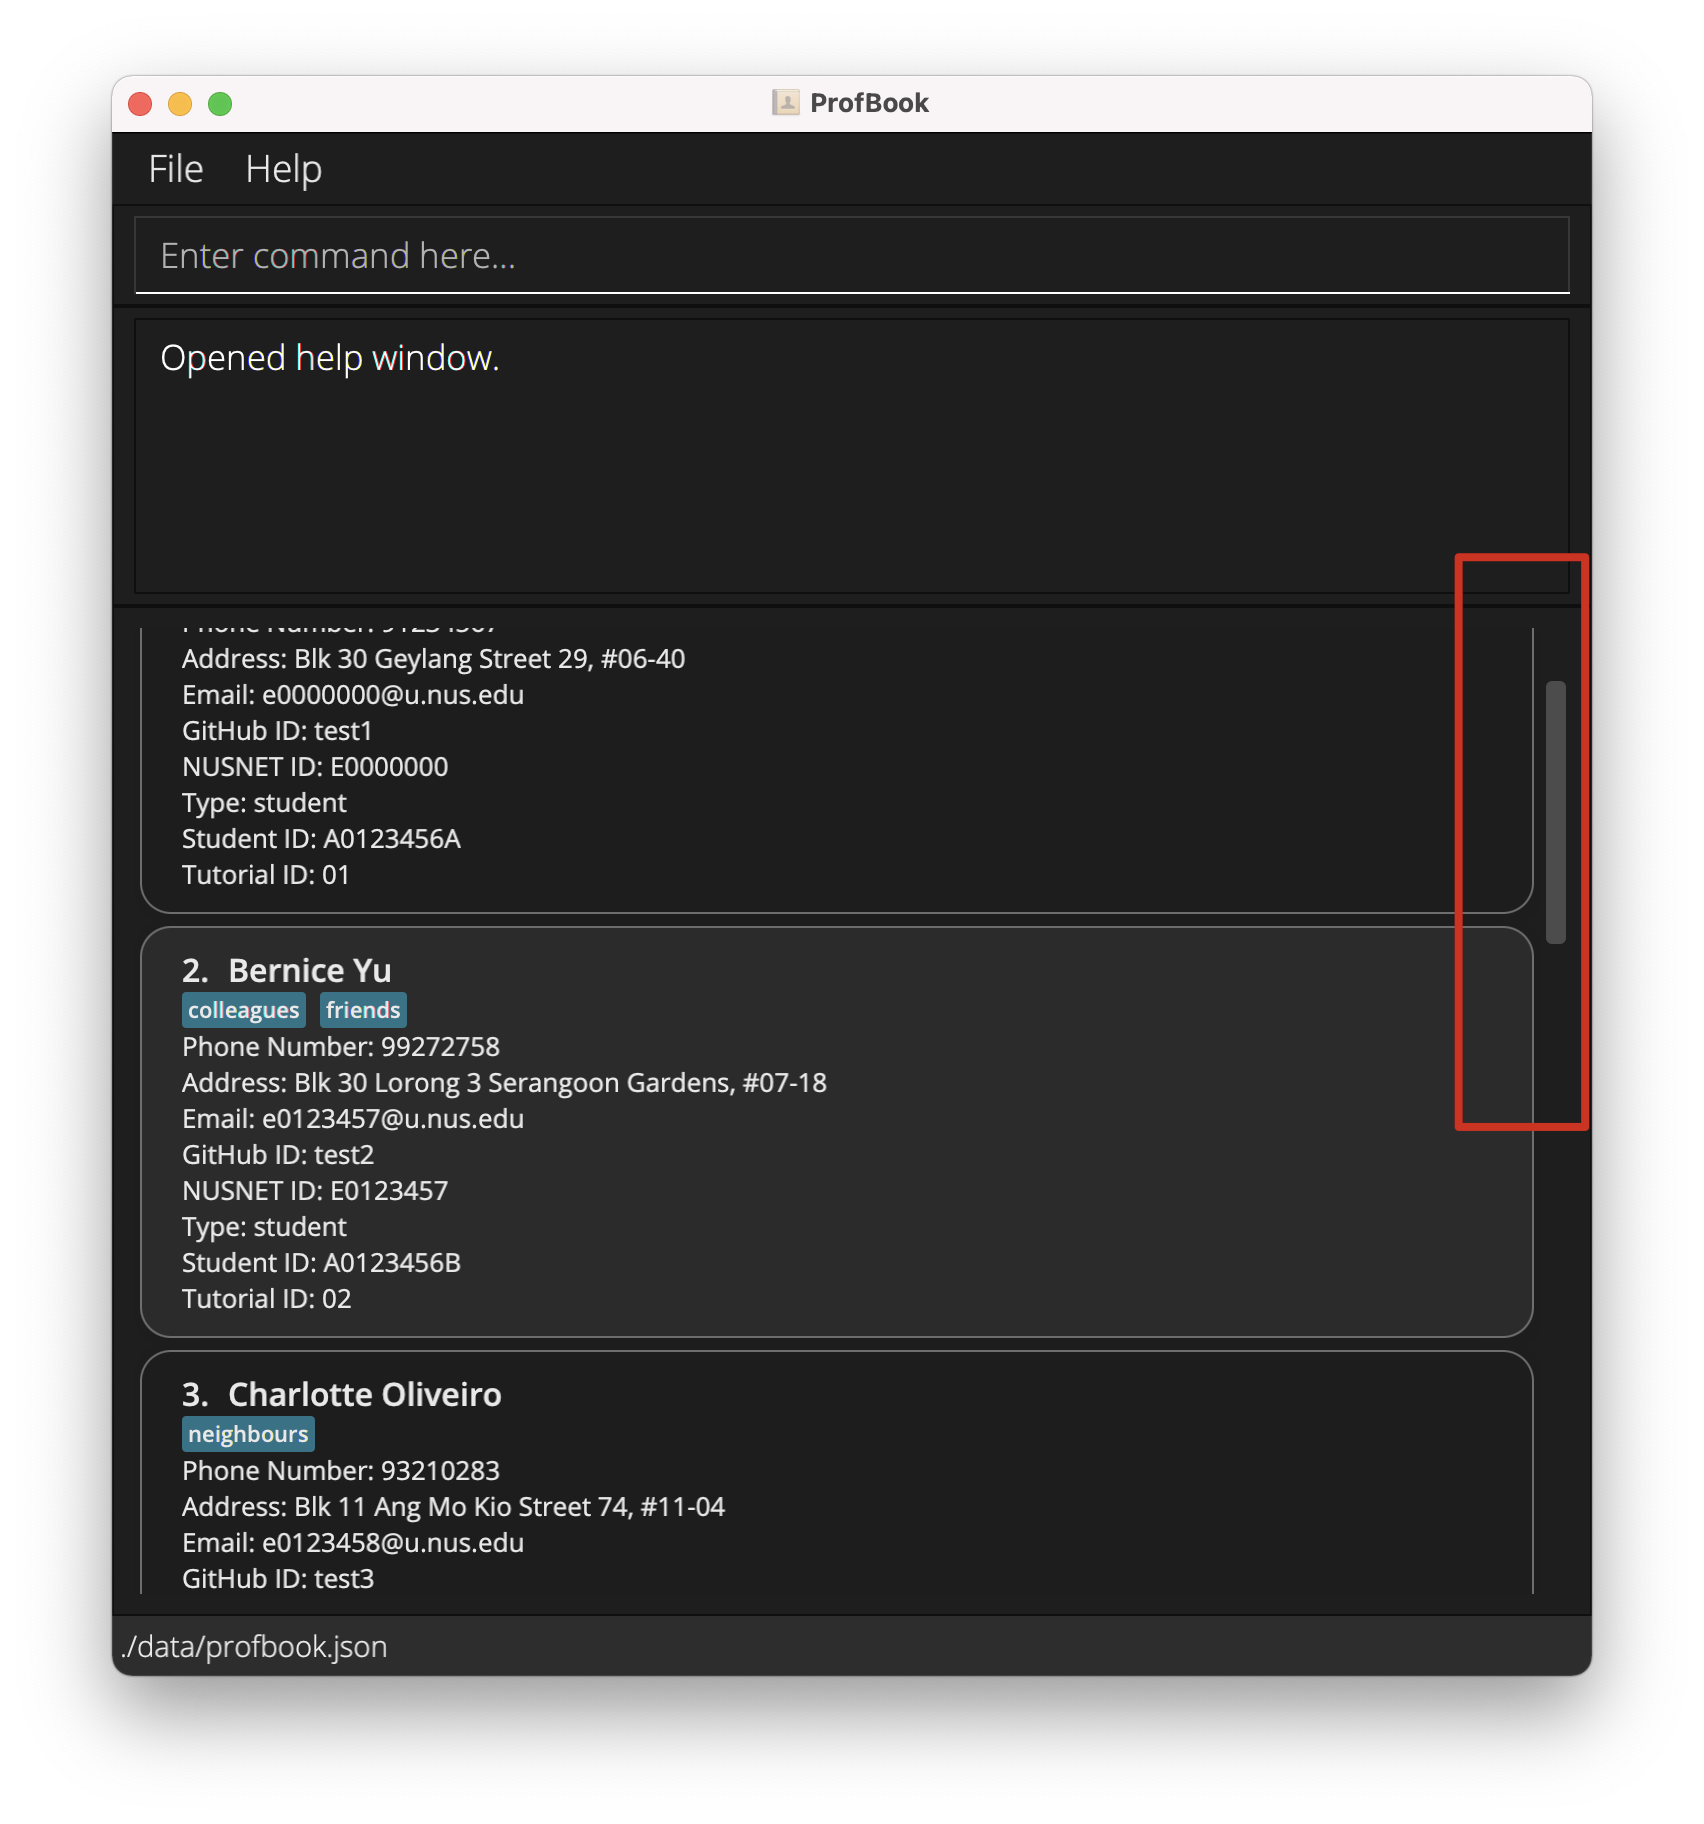 ProfBook
File Help
Enter command here...
Opened help window.
Address: Blk 30 Geylang Street 29, #06-40
Email: e0000000@u.nus.edu
GitHub ID: test1
NUSNET ID: E0000000
Type: student
Student ID: A0123456A
Tutorial ID: 01
2. Bernice Yu
colleagues friends
Phone Number: 99272758
Address: Blk 30 Lorong 3 Serangoon Gardens, #07-18
Email: e0123457@u.nus.edu
GitHub ID: test2
NUSNET ID: E0123457
Type: student
Student ID: A0123456B
Tutorial ID: 02
3. Charlotte Oliveiro
neighbours
Phone Number: 93210283
Address: Blk 11 Ang Mo Kio Street 74, #11-04
Email: e0123458@u.nus.edu
GitHub ID: test3
./data/profbook.json